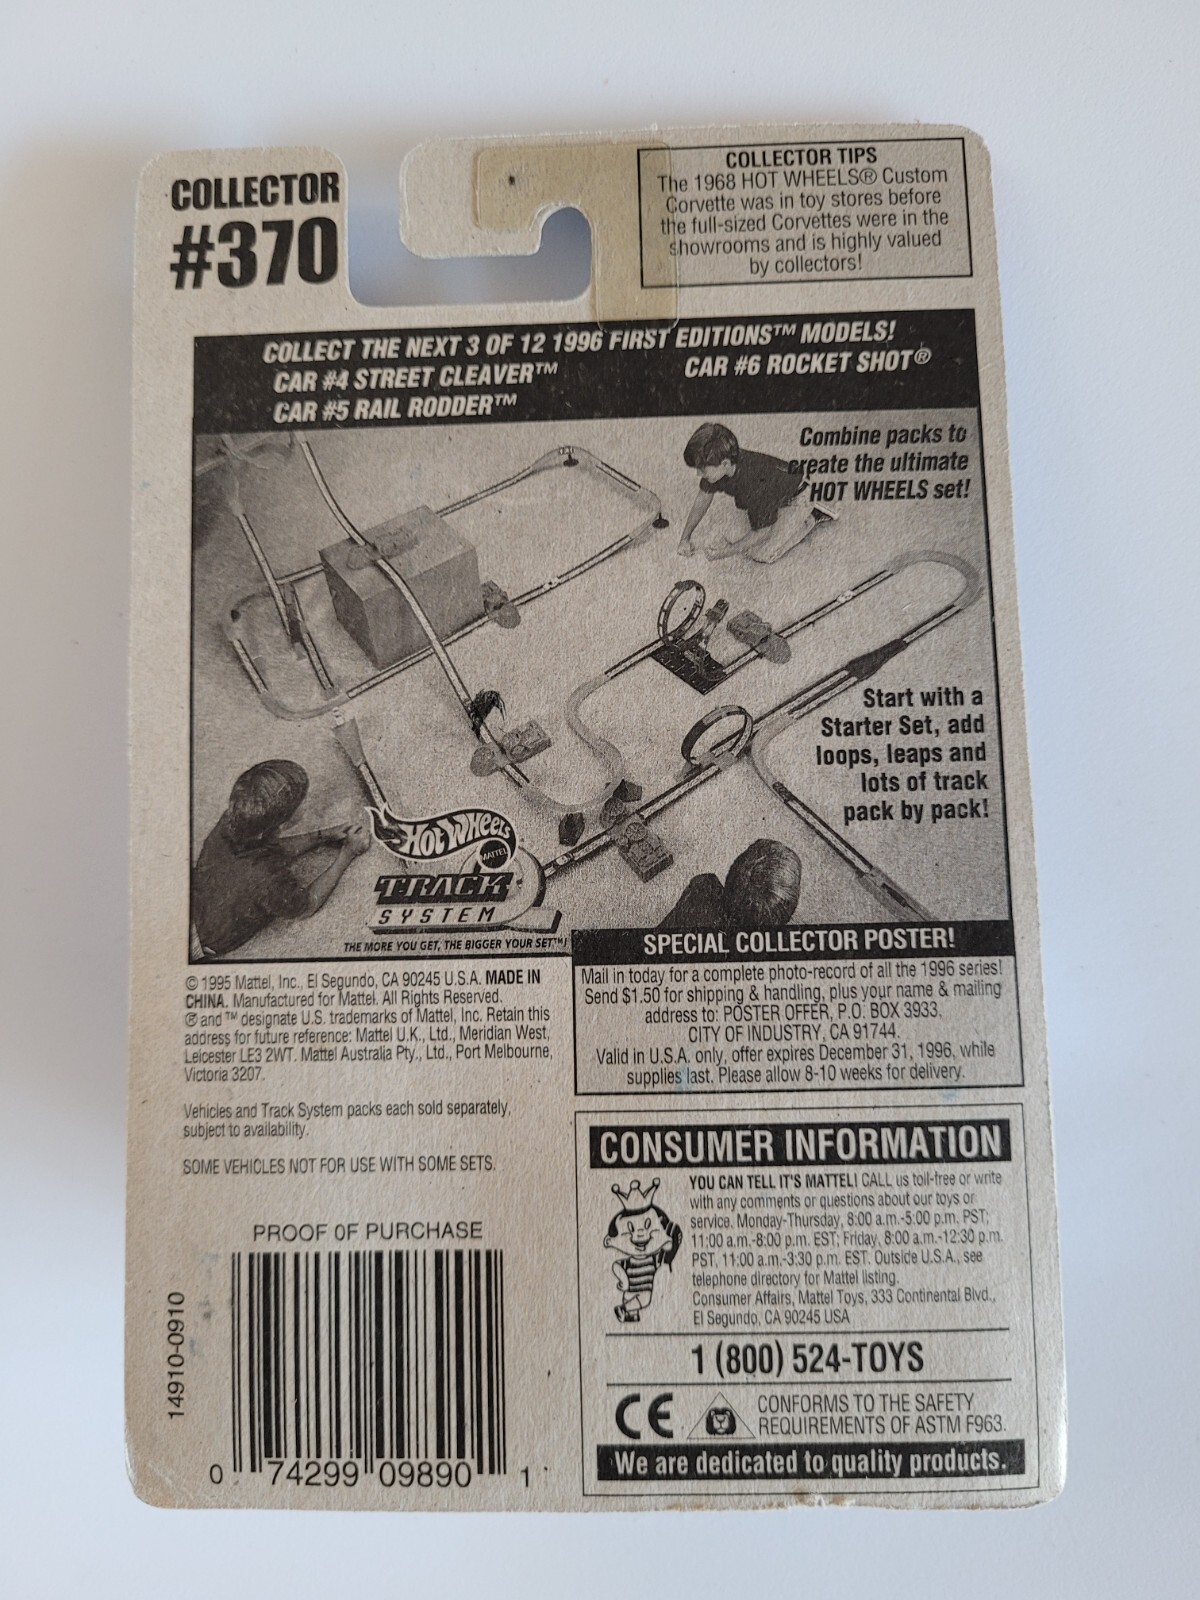 COLLECTOR
#370
COLLECTOR TIPS
The 1968 HOT WHEELS® Custom
Corvette was in toy stores before
the full-sized Corvettes were in the
showrooms and is highly valued
by collectors!
COLLECT THE NEXT 3 OF 12 1996 FIRST EDITIONS™ MODELS!
CAR #4 STREET CLEAVER™
CAR #6 ROCKET SHOT®
CAR #5 RAIL RODDER™
Combine packs to
create the ultimate
HOT WHEELS set!
Start with a
Starter Set, add
loops, leaps and
lots of track
pack by pack!
HOT WHEELS
MATTEL
TRACK
SYSTEM
THE MORE YOU GET, THE BIGGER YOUR SET™!
© 1995 Mattel, Inc., El Segundo, CA 90245 U.S.A. MADE IN
CHINA. Manufactured for Mattel. All Rights Reserved.
® and ™ designate U.S. trademarks of Mattel, Inc. Retain this
address for future reference: Mattel U.K., Ltd., Meridian West,
Leicester LE3 2WT. Mattel Australia Pty., Ltd., Port Melbourne,
Victoria 3207.
Vehicles and Track System packs each sold separately,
subject to availability.
SOME VEHICLES NOT FOR USE WITH SOME SETS.
SPECIAL COLLECTOR POSTER!
Mail in today for a complete photo-record of all the 1996 series!
Send $1.50 for shipping & handling, plus your name & mailing
address to: POSTER OFFER, P.O. BOX 3933,
CITY OF INDUSTRY, CA 91744.
Valid in U.S.A. only, offer expires December 31, 1996, while
supplies last. Please allow 8-10 weeks for delivery.
CONSUMER INFORMATION
YOU CAN TELL IT'S MATTEL! CALL us toll-free or write
with any comments or questions about our toys or
service. Monday-Thursday, 8:00 a.m.-5:00 p.m. PST;
11:00 a.m.-8:00 p.m. EST; Friday, 8:00 a.m.-12:30 p.m.
PST, 11:00 a.m.-3:30 p.m. EST. Outside U.S.A., see
telephone directory for Mattel listing.
Consumer Affairs, Mattel Toys, 333 Continental Blvd.,
El Segundo, CA 90245 USA
1 (800) 524-TOYS
CE
CONFORMS TO THE SAFETY
REQUIREMENTS OF ASTM F963.
We are dedicated to quality products.
PROOF OF PURCHASE
14910-0910
0 74299 09890 1